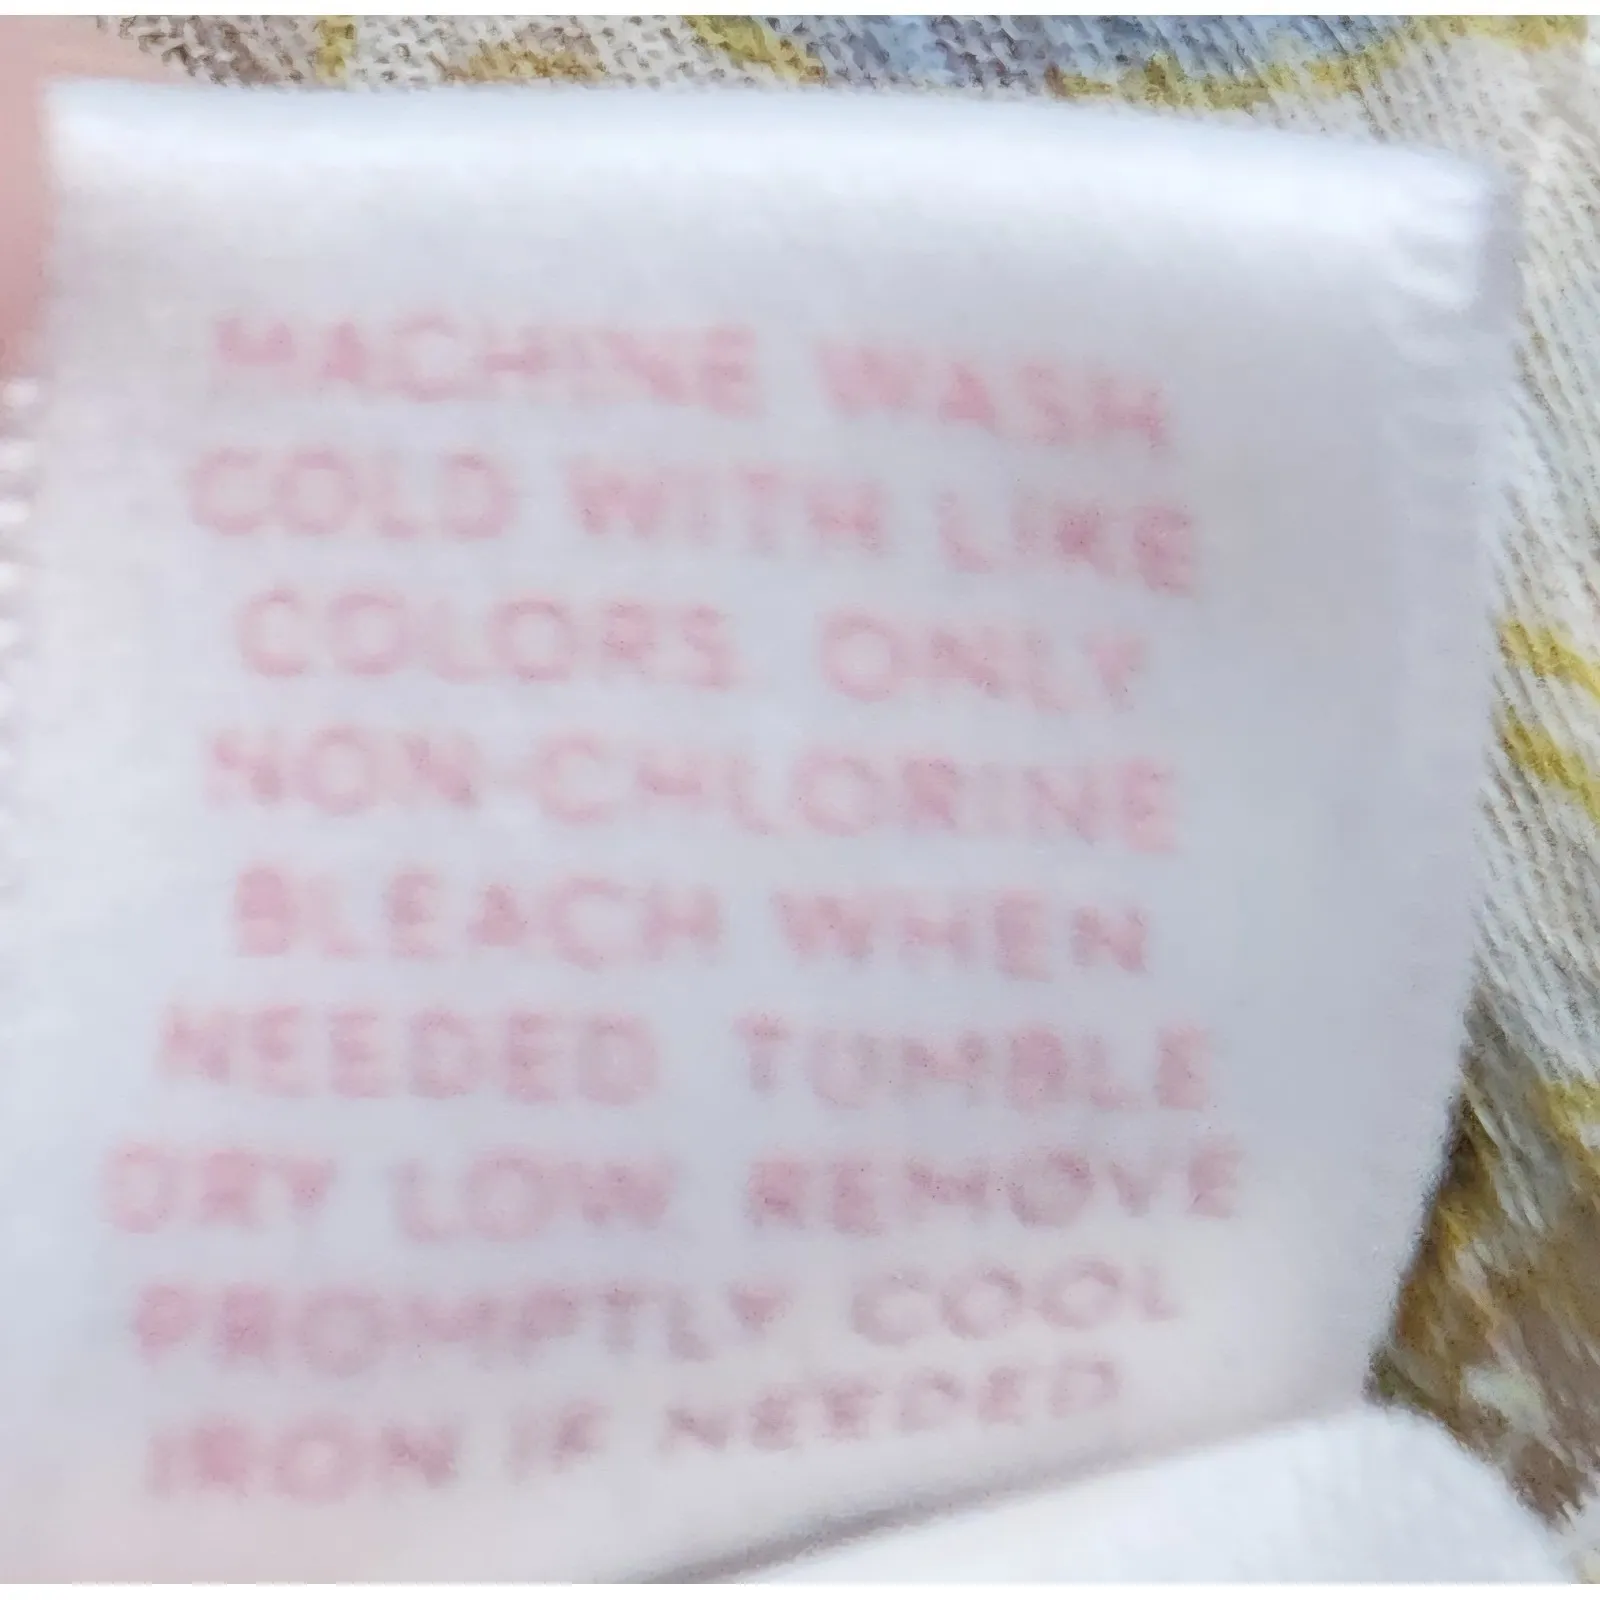 MACHINE WASH
COLD WITH LIKE
COLORS ONLY
NON-CHLORINE
BLEACH WHEN
NEEDED TUMBLE
DRY LOW REMOVE
PROMPTLY COOL
IRON IF NEEDED